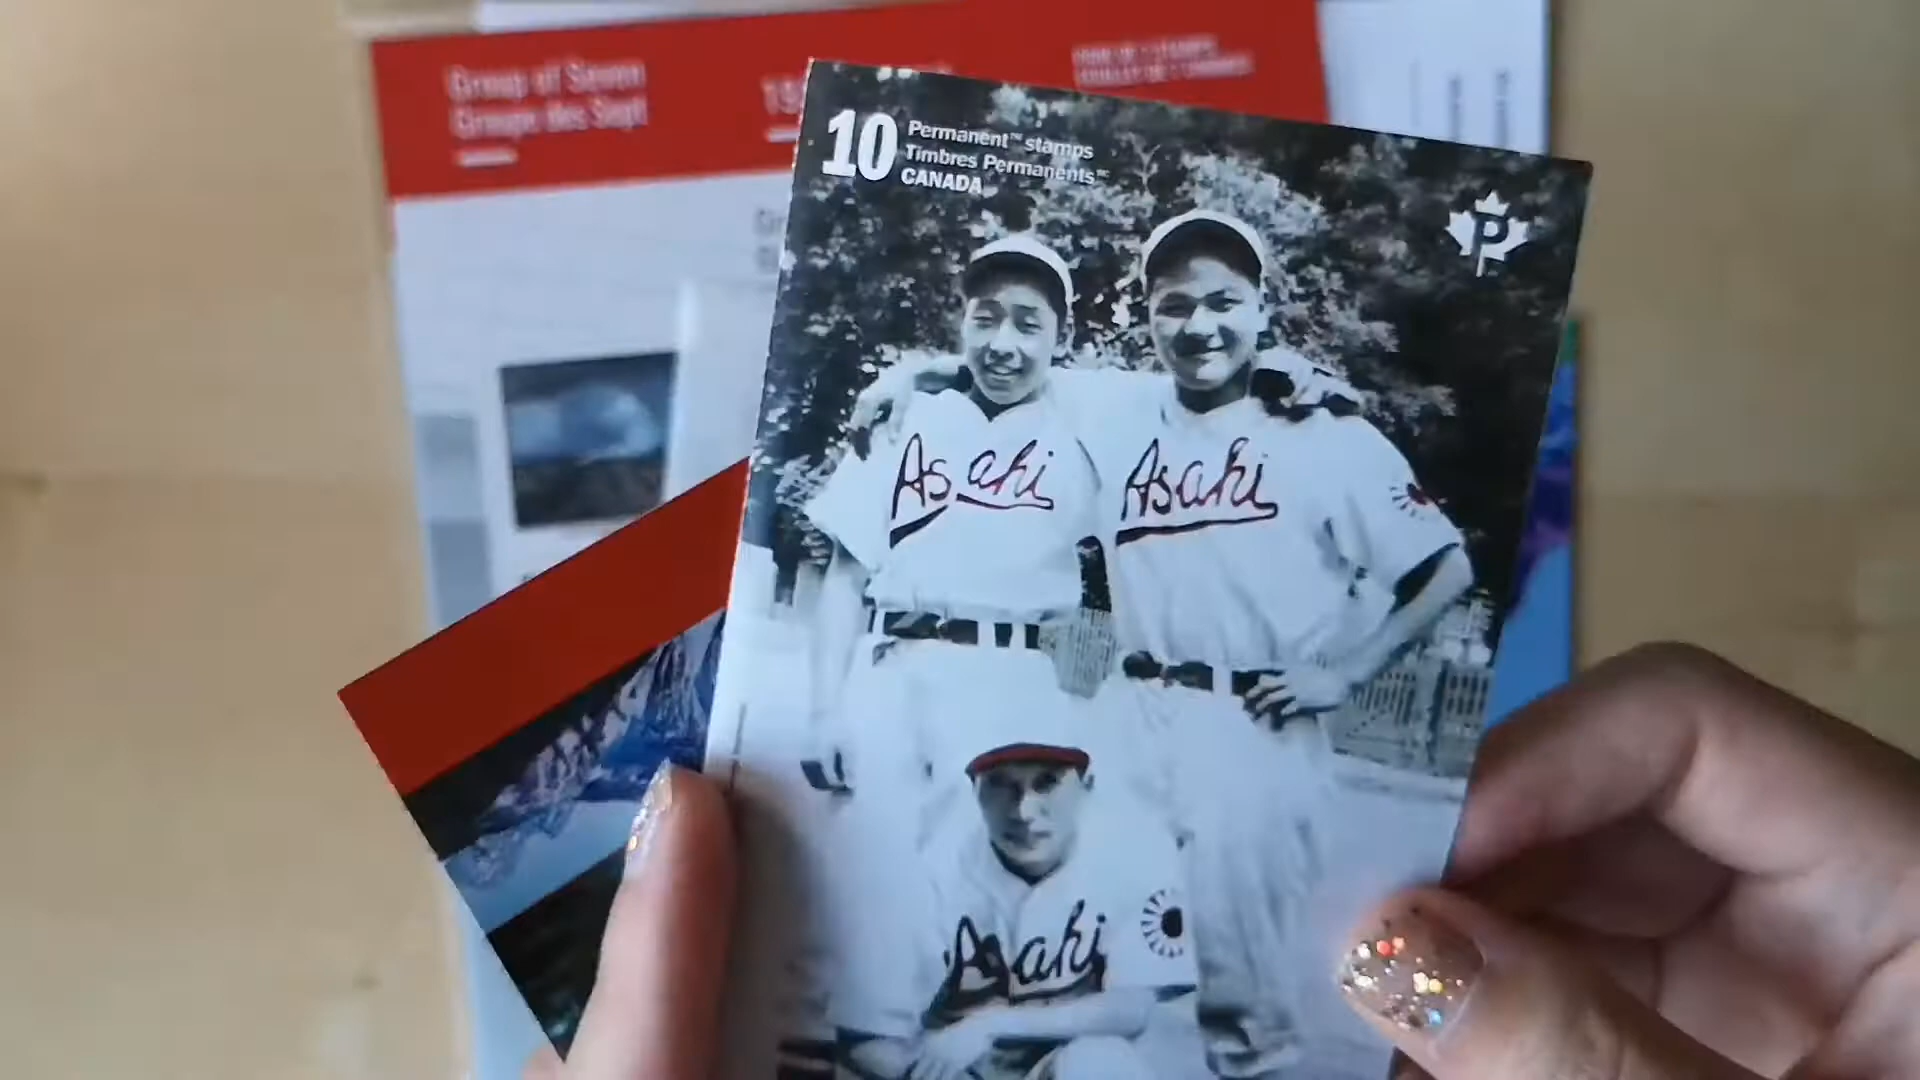 Group of Seven
Groupe des Sept
10
Permanent™ stamps
Timbres Permanents™
CANADA
P
Asahi
Asahi
Asahi